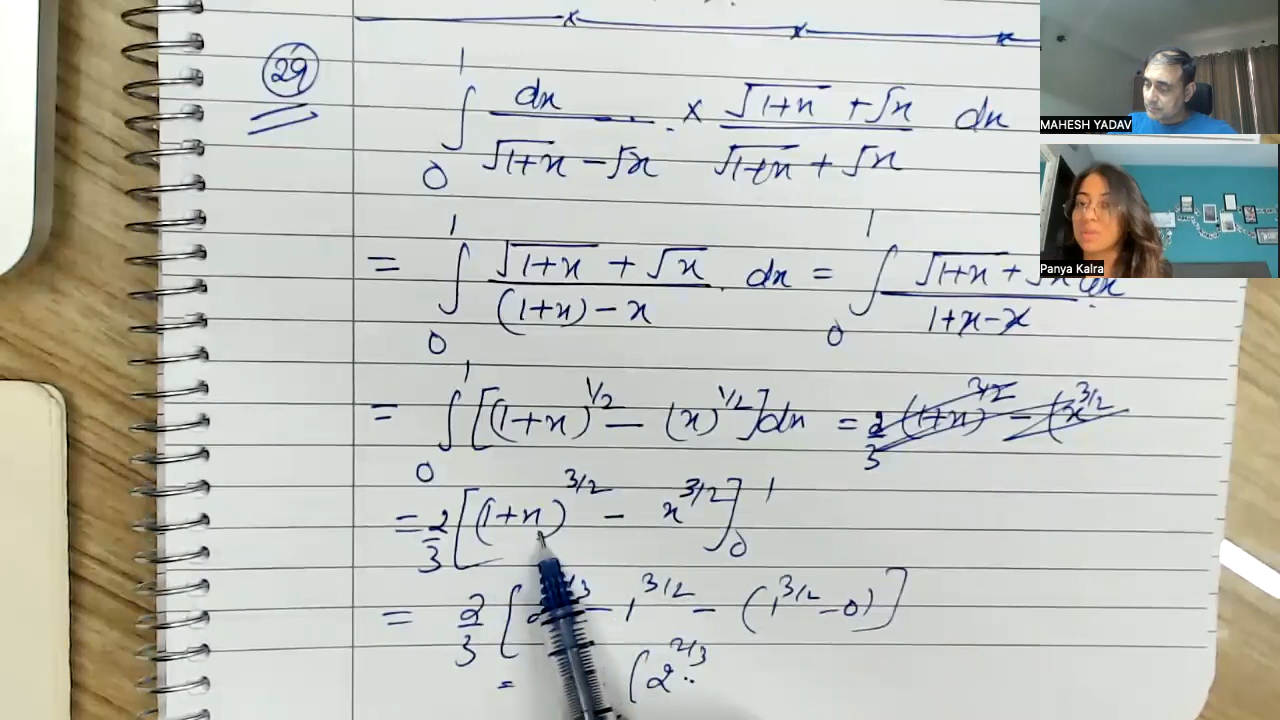 29
∫₀¹ dx / (√(1+x) − √x) × (√(1+x) + √x) / (√(1+x) + √x) dx
MAHESH YADAV
= ∫₀¹ (√(1+x) + √x) / ((1+x) − x) . dx = ∫₀¹ (√(1+x) + √x) / (1+x−x) dx
Panya Kalra
= ∫₀¹ [(1+x)^1/2 − (x)^1/2] dx = 2/3 (1+x)^3/2 − (x^3/2
= 2/3 [(1+x)^3/2 − x^3/2]₀¹
= 2/3 [ − 1^3/2 − (1^3/2 − 0)]
= (2^2/3